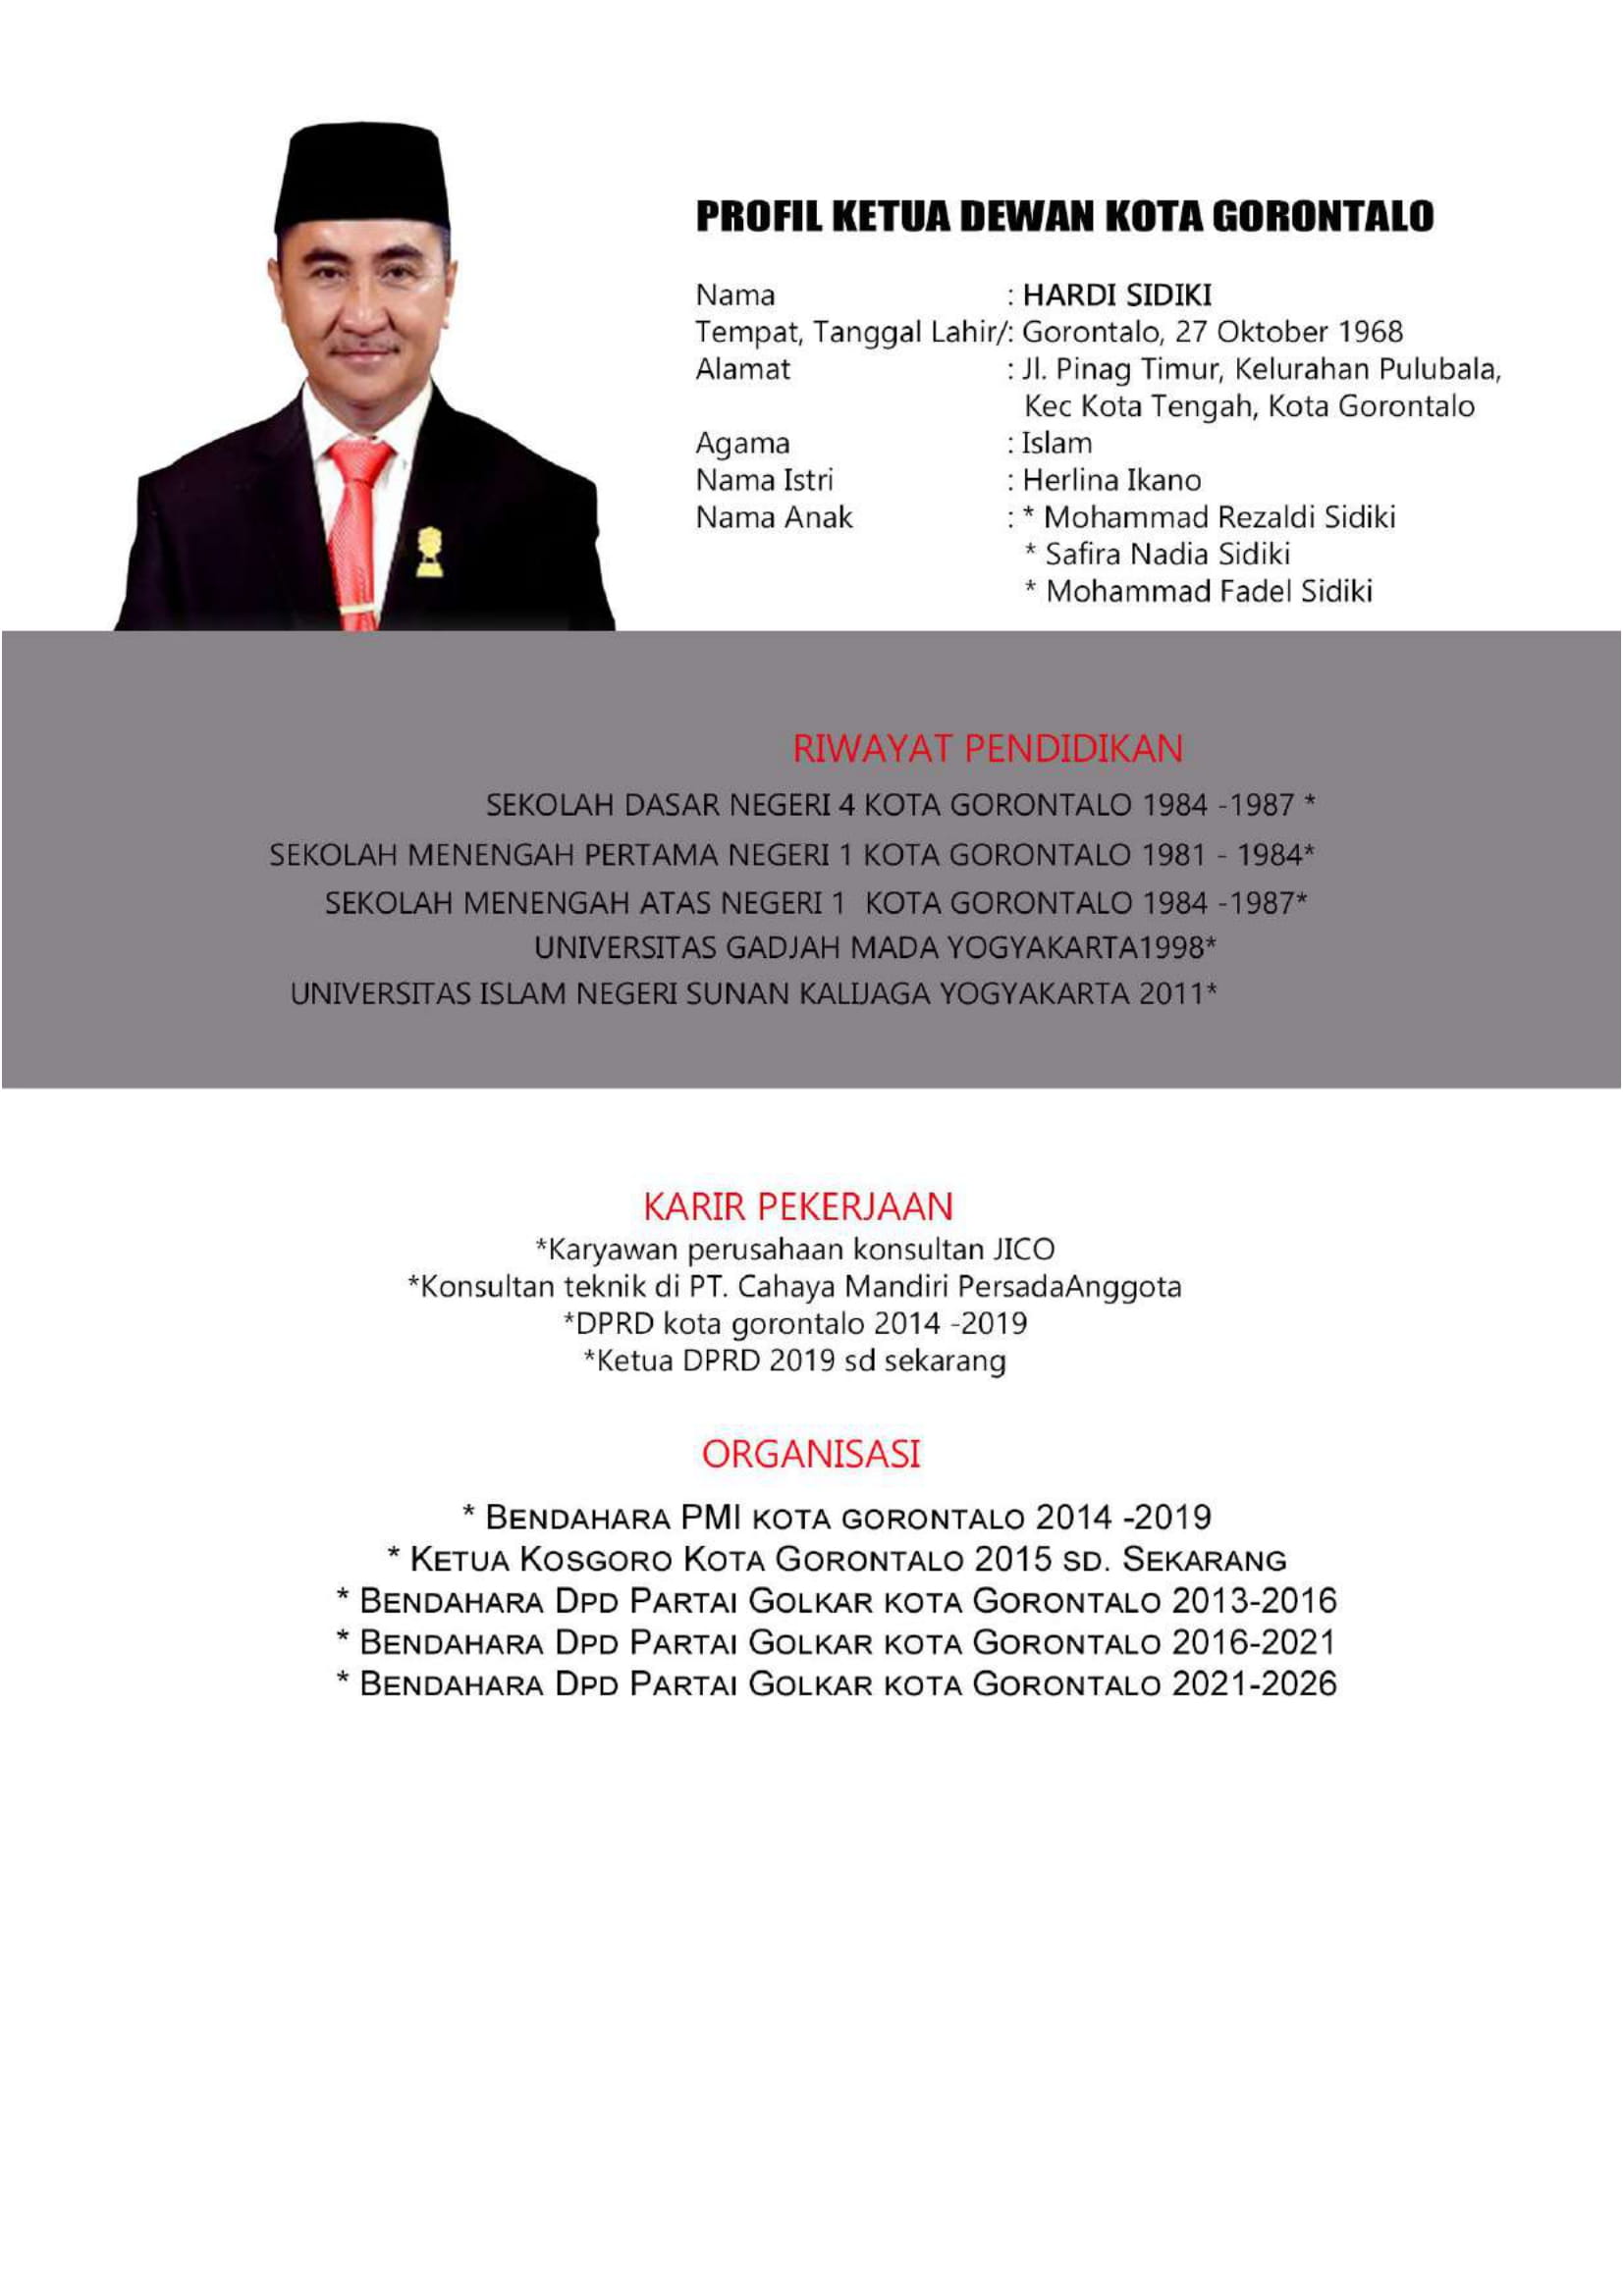 PROFIL KETUA DEWAN KOTA GORONTALO
Nama : HARDI SIDIKI
Tempat, Tanggal Lahir/: Gorontalo, 27 Oktober 1968
Alamat : Jl. Pinag Timur, Kelurahan Pulubala,
Kec Kota Tengah, Kota Gorontalo
Agama : Islam
Nama Istri : Herlina Ikano
Nama Anak : * Mohammad Rezaldi Sidiki
* Safira Nadia Sidiki
* Mohammad Fadel Sidiki
RIWAYAT PENDIDIKAN
SEKOLAH DASAR NEGERI 4 KOTA GORONTALO 1984 -1987 *
SEKOLAH MENENGAH PERTAMA NEGERI 1 KOTA GORONTALO 1981 - 1984*
SEKOLAH MENENGAH ATAS NEGERI 1 KOTA GORONTALO 1984 -1987*
UNIVERSITAS GADJAH MADA YOGYAKARTA1998*
UNIVERSITAS ISLAM NEGERI SUNAN KALIJAGA YOGYAKARTA 2011*
KARIR PEKERJAAN
*Karyawan perusahaan konsultan JICO
*Konsultan teknik di PT. Cahaya Mandiri PersadaAnggota
*DPRD kota gorontalo 2014 -2019
*Ketua DPRD 2019 sd sekarang
ORGANISASI
* BENDAHARA PMI KOTA GORONTALO 2014 -2019
* KETUA KOSGORO KOTA GORONTALO 2015 SD. SEKARANG
* BENDAHARA DPD PARTAI GOLKAR KOTA GORONTALO 2013-2016
* BENDAHARA DPD PARTAI GOLKAR KOTA GORONTALO 2016-2021
* BENDAHARA DPD PARTAI GOLKAR KOTA GORONTALO 2021-2026